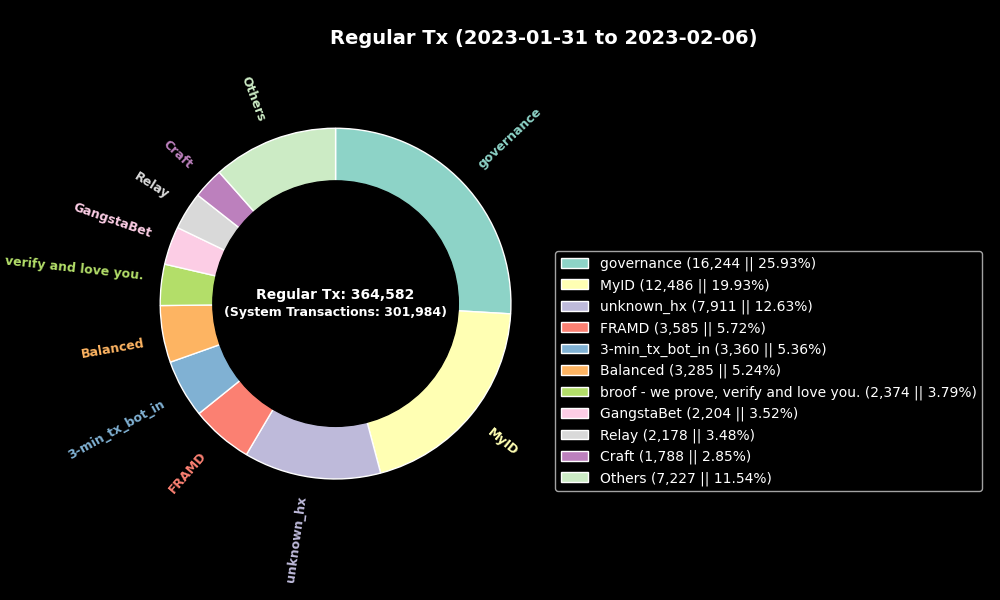 Regular Tx (2023-01-31 to 2023-02-06)
Others
governance
Craft
Relay
GangstaBet
verify and love you.
Balanced
3-min_tx_bot_in
FRAMD
unknown_hx
MyID
Regular Tx: 364,582
(System Transactions: 301,984)
governance (16,244 || 25.93%)
MyID (12,486 || 19.93%)
unknown_hx (7,911 || 12.63%)
FRAMD (3,585 || 5.72%)
3-min_tx_bot_in (3,360 || 5.36%)
Balanced (3,285 || 5.24%)
broof - we prove, verify and love you. (2,374 || 3.79%)
GangstaBet (2,204 || 3.52%)
Relay (2,178 || 3.48%)
Craft (1,788 || 2.85%)
Others (7,227 || 11.54%)